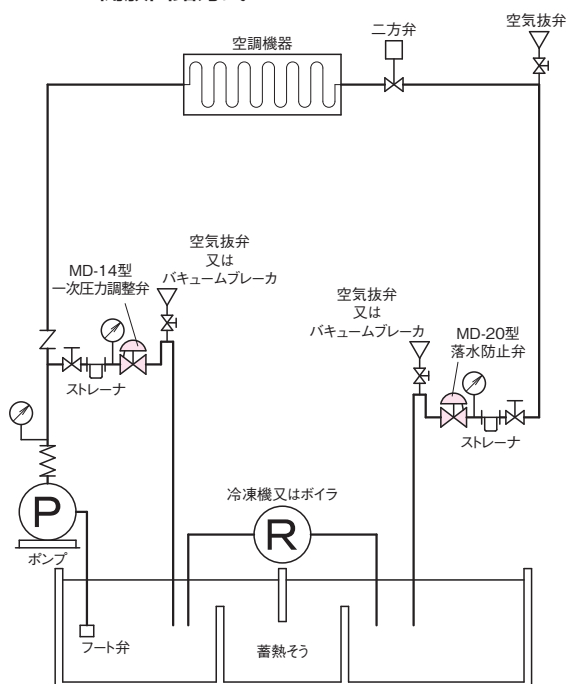 空気抜弁
二方弁
空調機器
空気抜弁
又は
バキュームブレーカ
MD-14型
一次圧力調整弁
空気抜弁
又は
バキュームブレーカ
MD-20型
落水防止弁
ストレーナ
ストレーナ
冷凍機又はボイラ
P
R
ポンプ
フート弁
蓄熱そう